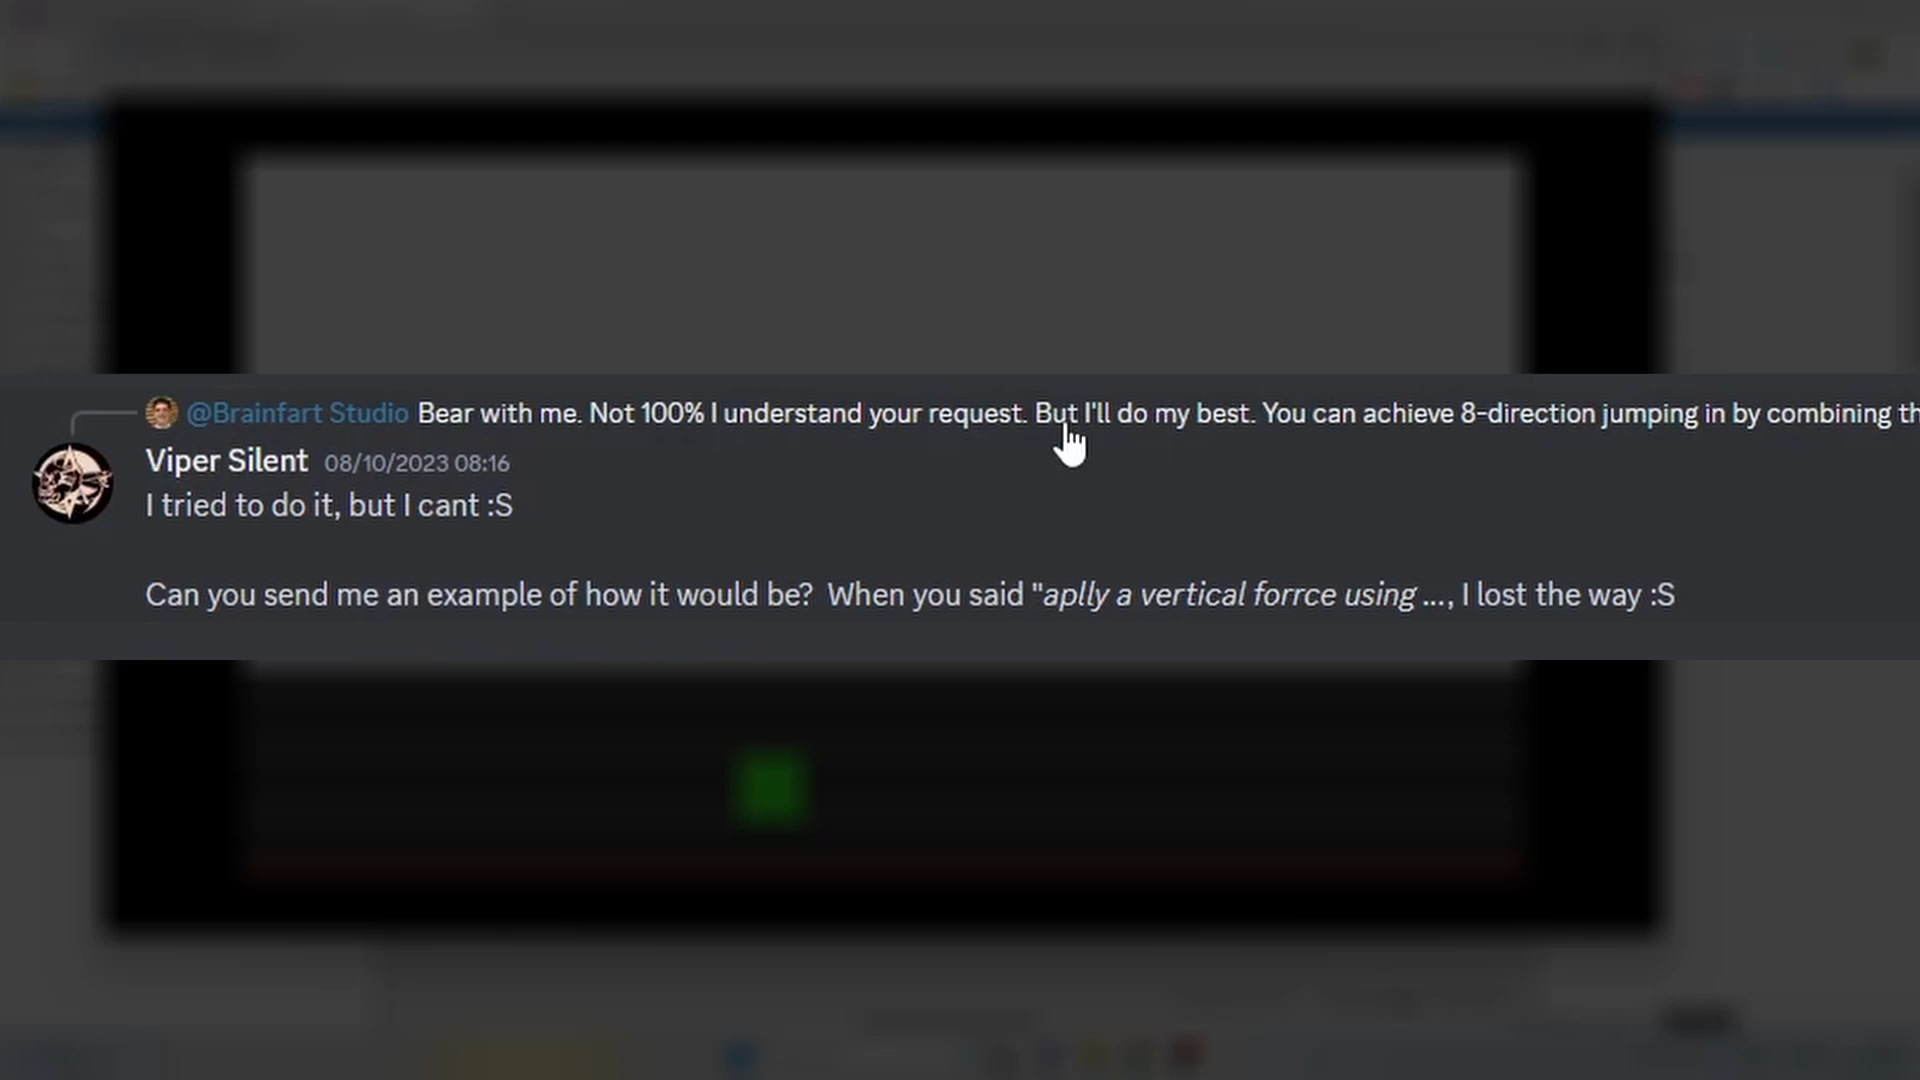 @Brainfart Studio Bear with me. Not 100% I understand your request. But I'll do my best. You can achieve 8-direction jumping in by combining th
Viper Silent 08/10/2023 08:16
I tried to do it, but I cant :S
Can you send me an example of how it would be? When you said "aplly a vertical forrce using ..., I lost the way :S